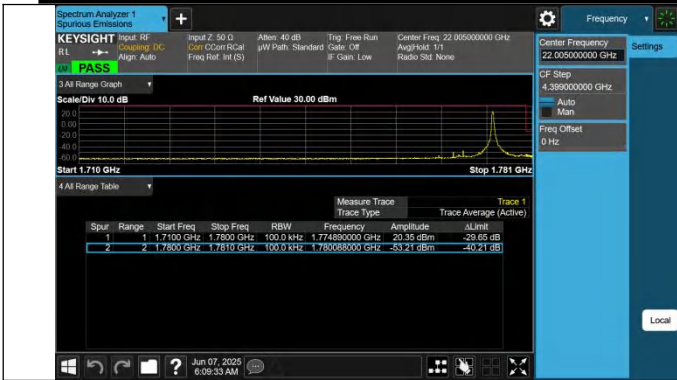 Spectrum Analyzer 1
Spurious Emissions
Frequency
KEYSIGHT
RL
Input: RF
Coupling: DC
Align: Auto
Input Z: 50 Ω
Corr CCorr RCal
Freq Ref: Int (S)
Atten: 40 dB
µW Path: Standard
Trig: Free Run
Gate: Off
IF Gain: Low
Center Freq: 22.005000000 GHz
Avg|Hold: 1/1
Radio Std: None
PASS
Center Frequency
22.005000000 GHz
Settings
CF Step
4.399000000 GHz
Auto
Man
Freq Offset
0 Hz
3 All Range Graph
Scale/Div 10.0 dB
Ref Value 30.00 dBm
20.0
0.00
-20.0
-40.0
-60.0
Start 1.710 GHz
Stop 1.781 GHz
4 All Range Table
Measure Trace Trace 1
Trace Type Trace Average (Active)
Spur Range Start Freq Stop Freq RBW Frequency Amplitude ΔLimit
1 1 1.7100 GHz 1.7800 GHz 100.0 kHz 1.774890000 GHz 20.35 dBm -29.65 dB
2 2 1.7800 GHz 1.7810 GHz 100.0 kHz 1.780088000 GHz -53.21 dBm -40.21 dB
Local
?
Jun 07, 2025
6:09:33 AM